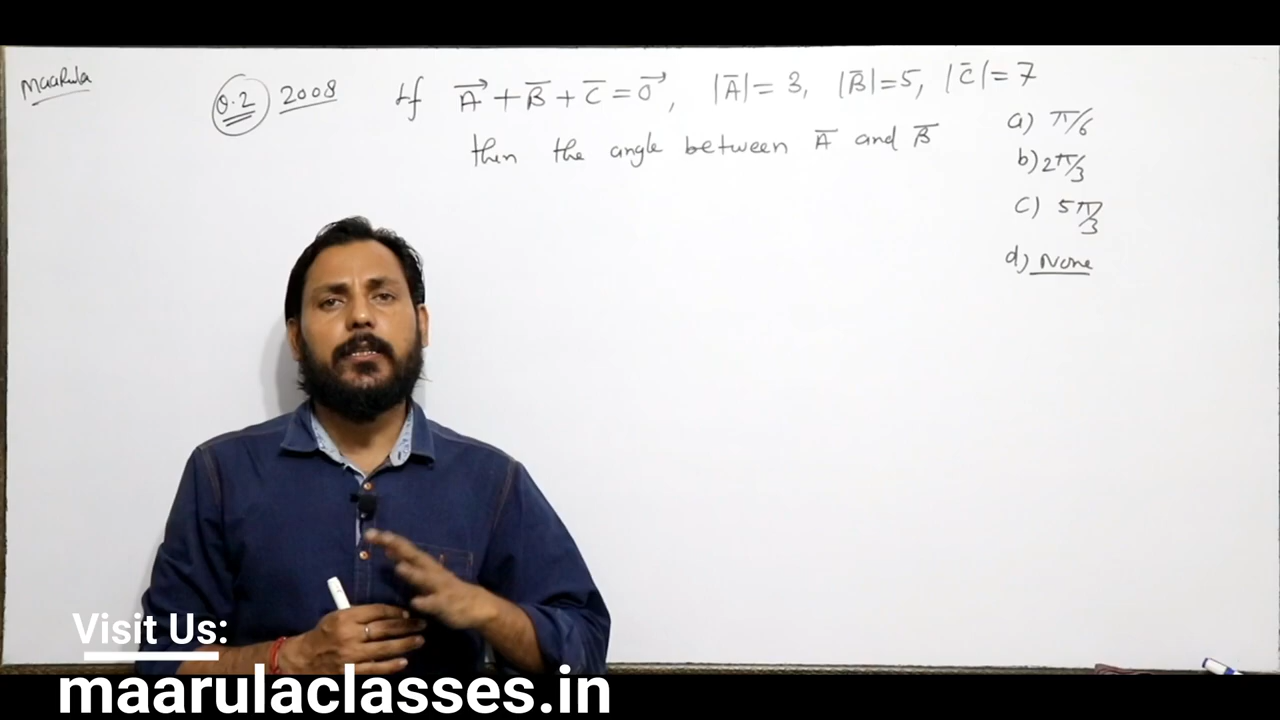 MaaRula
Q.2 2008 If A⃗ + B̅ + C̅ = 0⃗, |A̅| = 3, |B̅| = 5, |C̅| = 7
then the angle between A̅ and B̅
a) π/6
b) 2π/3
c) 5π/3
d) None
Visit Us:
maarulaclasses.in